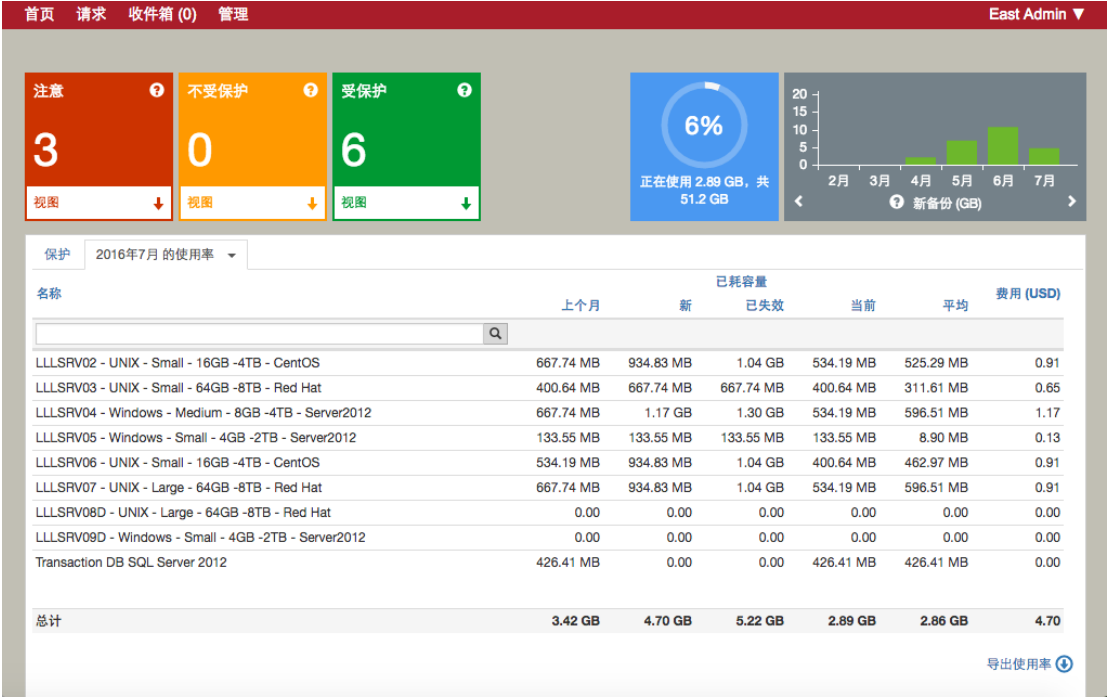 首页 请求 收件箱 (0) 管理 East Admin ▼
注意 ? 不受保护 ? 受保护 ?
3 0 6
视图 视图 视图
6%
正在使用 2.89 GB，共
51.2 GB
20
15
10
5
0
2月 3月 4月 5月 6月 7月
? 新备份 (GB)
保护 2016年7月 的使用率
名称 已耗容量 费用 (USD)
上个月 新 已失效 当前 平均
LLLSRV02 - UNIX - Small - 16GB -4TB - CentOS 667.74 MB 934.83 MB 1.04 GB 534.19 MB 525.29 MB 0.91
LLLSRV03 - UNIX - Small - 64GB -8TB - Red Hat 400.64 MB 667.74 MB 667.74 MB 400.64 MB 311.61 MB 0.65
LLLSRV04 - Windows - Medium - 8GB -4TB - Server2012 667.74 MB 1.17 GB 1.30 GB 534.19 MB 596.51 MB 1.17
LLLSRV05 - Windows - Small - 4GB -2TB - Server2012 133.55 MB 133.55 MB 133.55 MB 133.55 MB 8.90 MB 0.13
LLLSRV06 - UNIX - Small - 16GB -4TB - CentOS 534.19 MB 934.83 MB 1.04 GB 400.64 MB 462.97 MB 0.91
LLLSRV07 - UNIX - Large - 64GB -8TB - Red Hat 667.74 MB 934.83 MB 1.04 GB 534.19 MB 596.51 MB 0.91
LLLSRV08D - UNIX - Large - 64GB -8TB - Red Hat 0.00 0.00 0.00 0.00 0.00 0.00
LLLSRV09D - Windows - Small - 4GB -2TB - Server2012 0.00 0.00 0.00 0.00 0.00 0.00
Transaction DB SQL Server 2012 426.41 MB 0.00 0.00 426.41 MB 426.41 MB 0.00
总计 3.42 GB 4.70 GB 5.22 GB 2.89 GB 2.86 GB 4.70
导出使用率